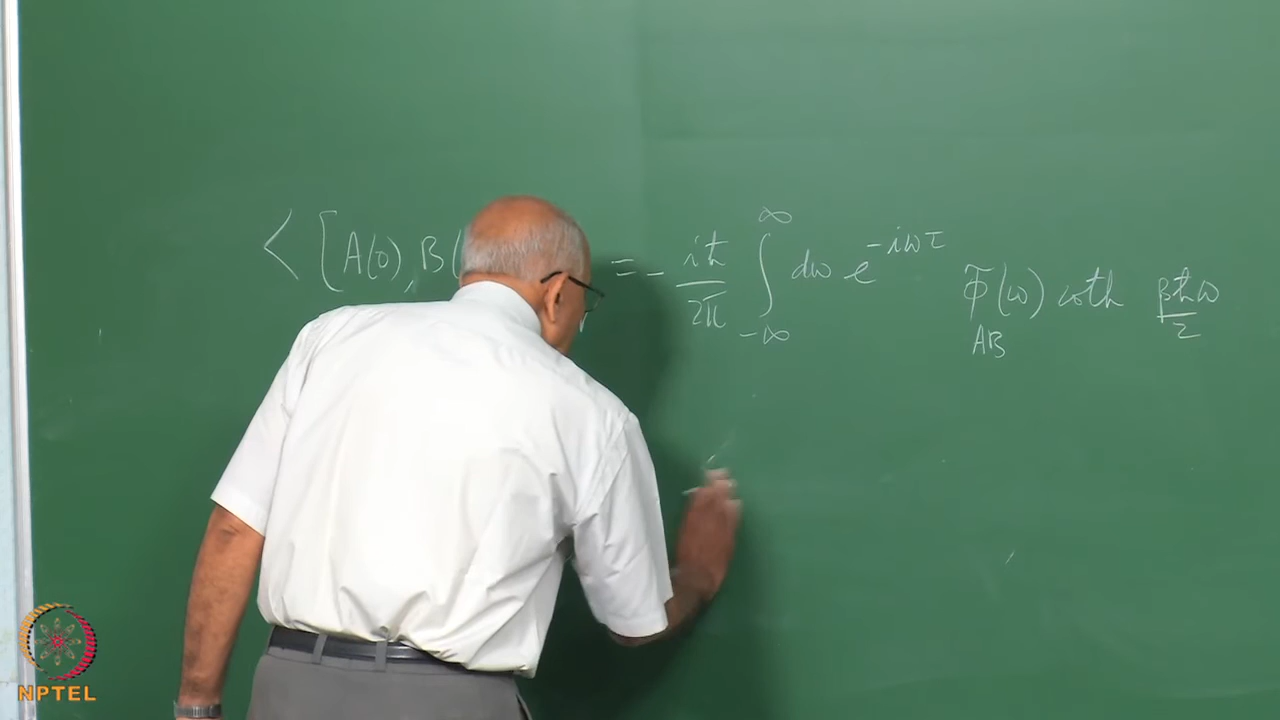 < [A(0), B( = - iħ/2π ∫_{-∞}^{∞} dω e^{-iωτ} φ̃_{AB}(ω) coth βħω/2
NPTEL